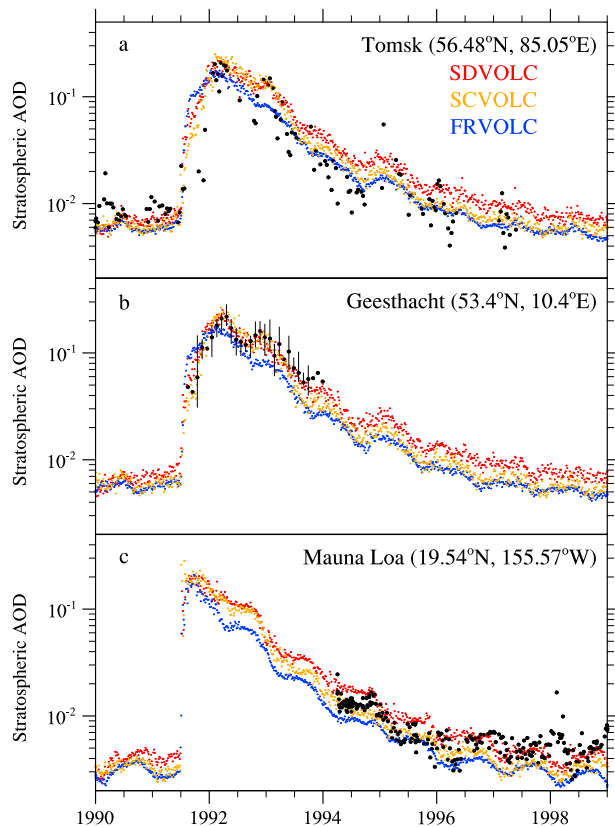 a
Tomsk (56.48°N, 85.05°E)
SDVOLC
SCVOLC
FRVOLC
Stratospheric AOD
10⁻¹
10⁻²
b
Geesthacht (53.4°N, 10.4°E)
Stratospheric AOD
10⁻¹
10⁻²
c
Mauna Loa (19.54°N, 155.57°W)
Stratospheric AOD
10⁻¹
10⁻²
1990 1992 1994 1996 1998